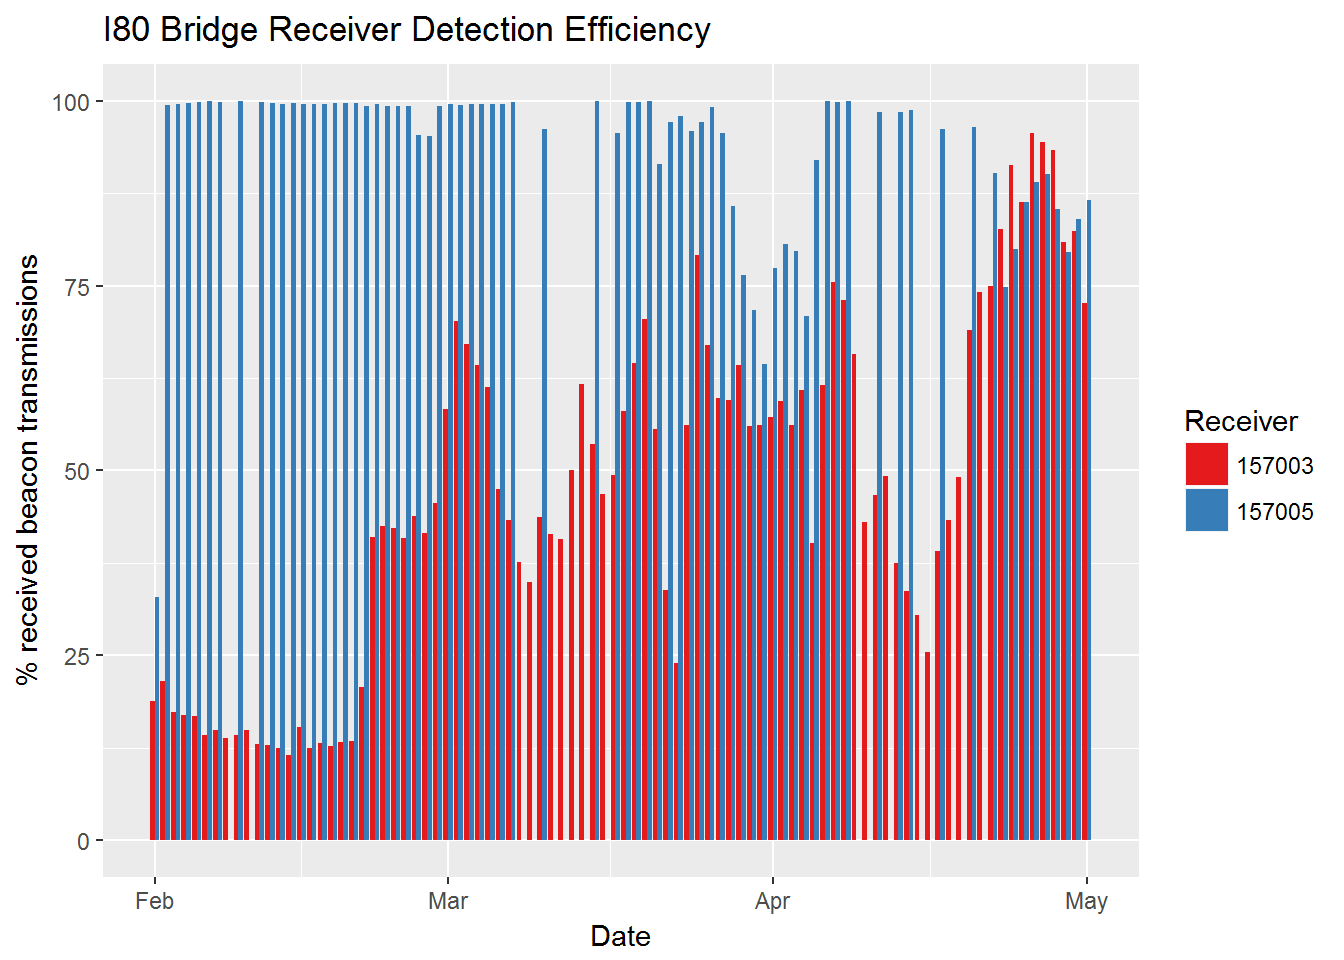 I80 Bridge Receiver Detection Efficiency
% received beacon transmissions
100
75
50
25
0
Feb
Mar
Apr
May
Date
Receiver
157003
157005